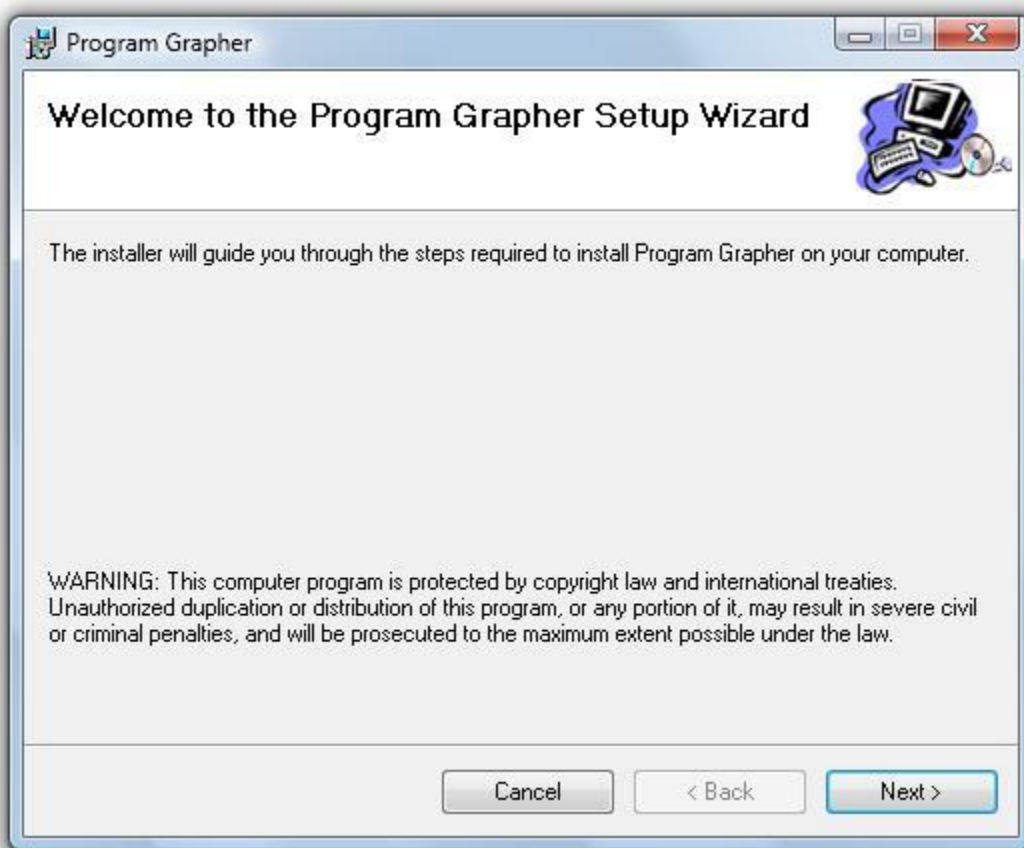 Program Grapher
Welcome to the Program Grapher Setup Wizard
The installer will guide you through the steps required to install Program Grapher on your computer.
WARNING: This computer program is protected by copyright law and international treaties.
Unauthorized duplication or distribution of this program, or any portion of it, may result in severe civil
or criminal penalties, and will be prosecuted to the maximum extent possible under the law.
Cancel < Back Next >